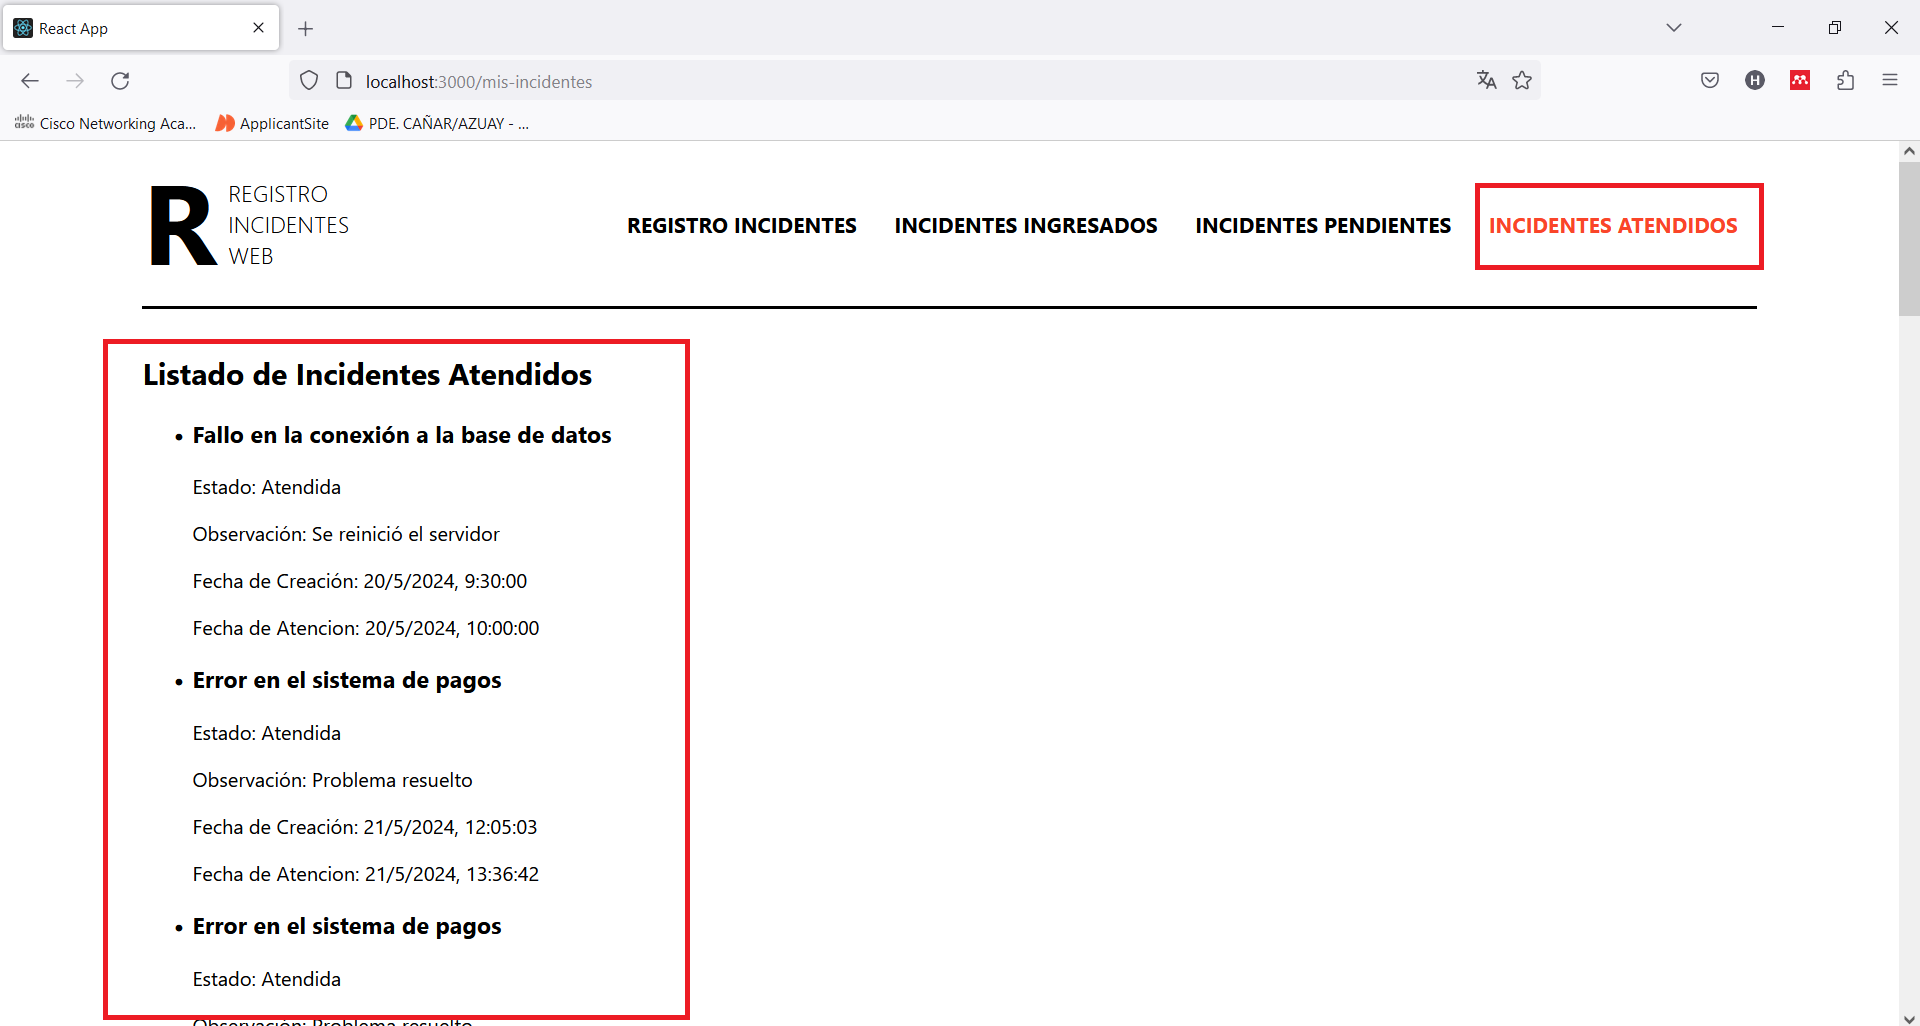 React App
localhost:3000/mis-incidentes
Cisco Networking Aca...
ApplicantSite
PDE. CAÑAR/AZUAY - ...
R
REGISTRO
INCIDENTES
WEB
REGISTRO INCIDENTES
INCIDENTES INGRESADOS
INCIDENTES PENDIENTES
INCIDENTES ATENDIDOS
Listado de Incidentes Atendidos
• Fallo en la conexión a la base de datos
Estado: Atendida
Observación: Se reinició el servidor
Fecha de Creación: 20/5/2024, 9:30:00
Fecha de Atencion: 20/5/2024, 10:00:00
• Error en el sistema de pagos
Estado: Atendida
Observación: Problema resuelto
Fecha de Creación: 21/5/2024, 12:05:03
Fecha de Atencion: 21/5/2024, 13:36:42
• Error en el sistema de pagos
Estado: Atendida
Observación: Problema resuelto